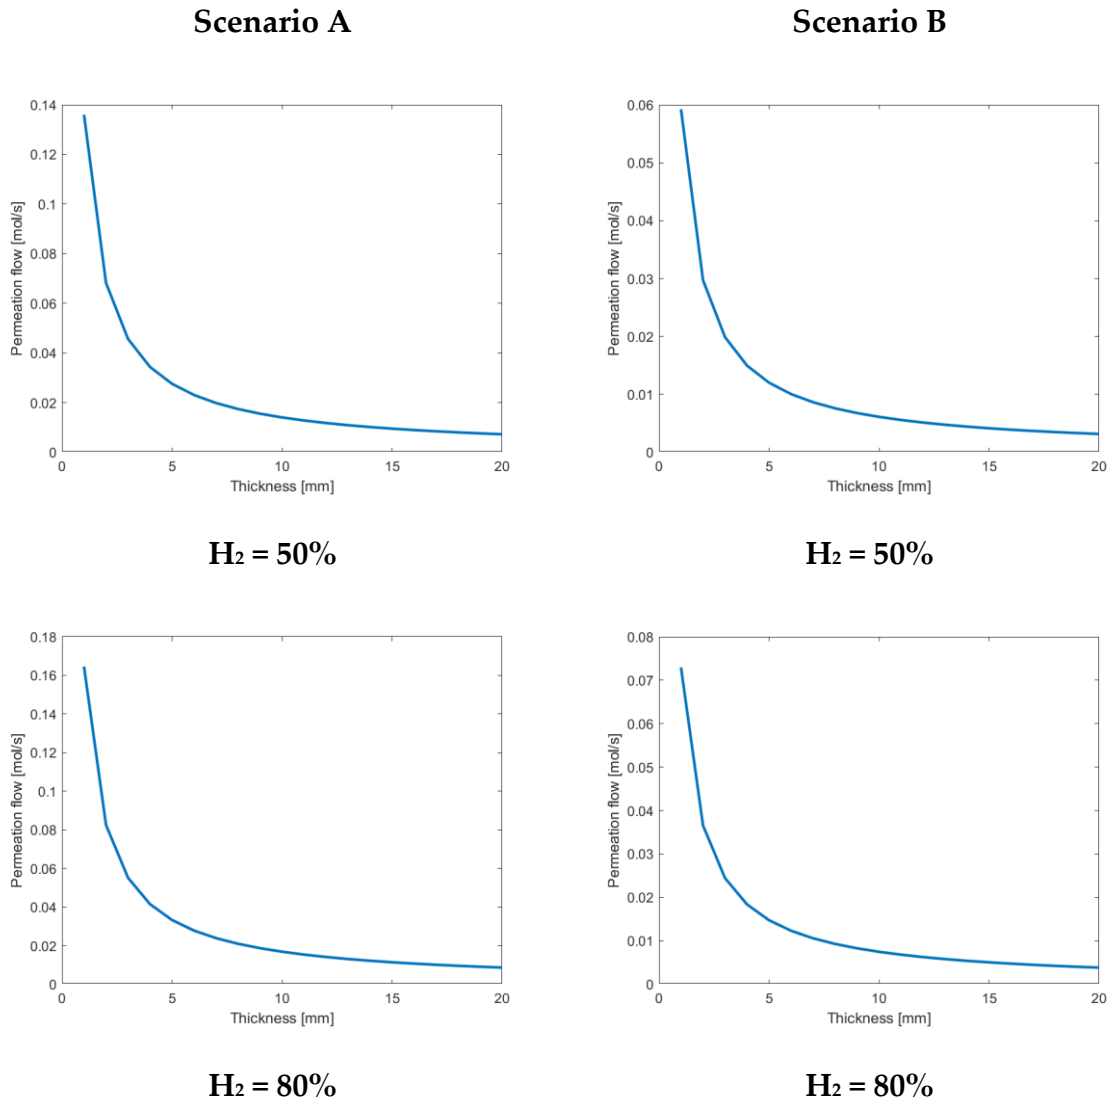 Scenario A
Scenario B
0.14
0.12
0.1
0.08
0.06
0.04
0.02
0
Permeation flow [mol/s]
0 5 10 15 20
Thickness [mm]
0.06
0.05
0.04
0.03
0.02
0.01
0
Permeation flow [mol/s]
0 5 10 15 20
Thickness [mm]
H₂ = 50%
H₂ = 50%
0.18
0.16
0.14
0.12
0.1
0.08
0.06
0.04
0.02
0
Permeation flow [mol/s]
0 5 10 15 20
Thickness [mm]
0.08
0.07
0.06
0.05
0.04
0.03
0.02
0.01
0
Permeation flow [mol/s]
0 5 10 15 20
Thickness [mm]
H₂ = 80%
H₂ = 80%